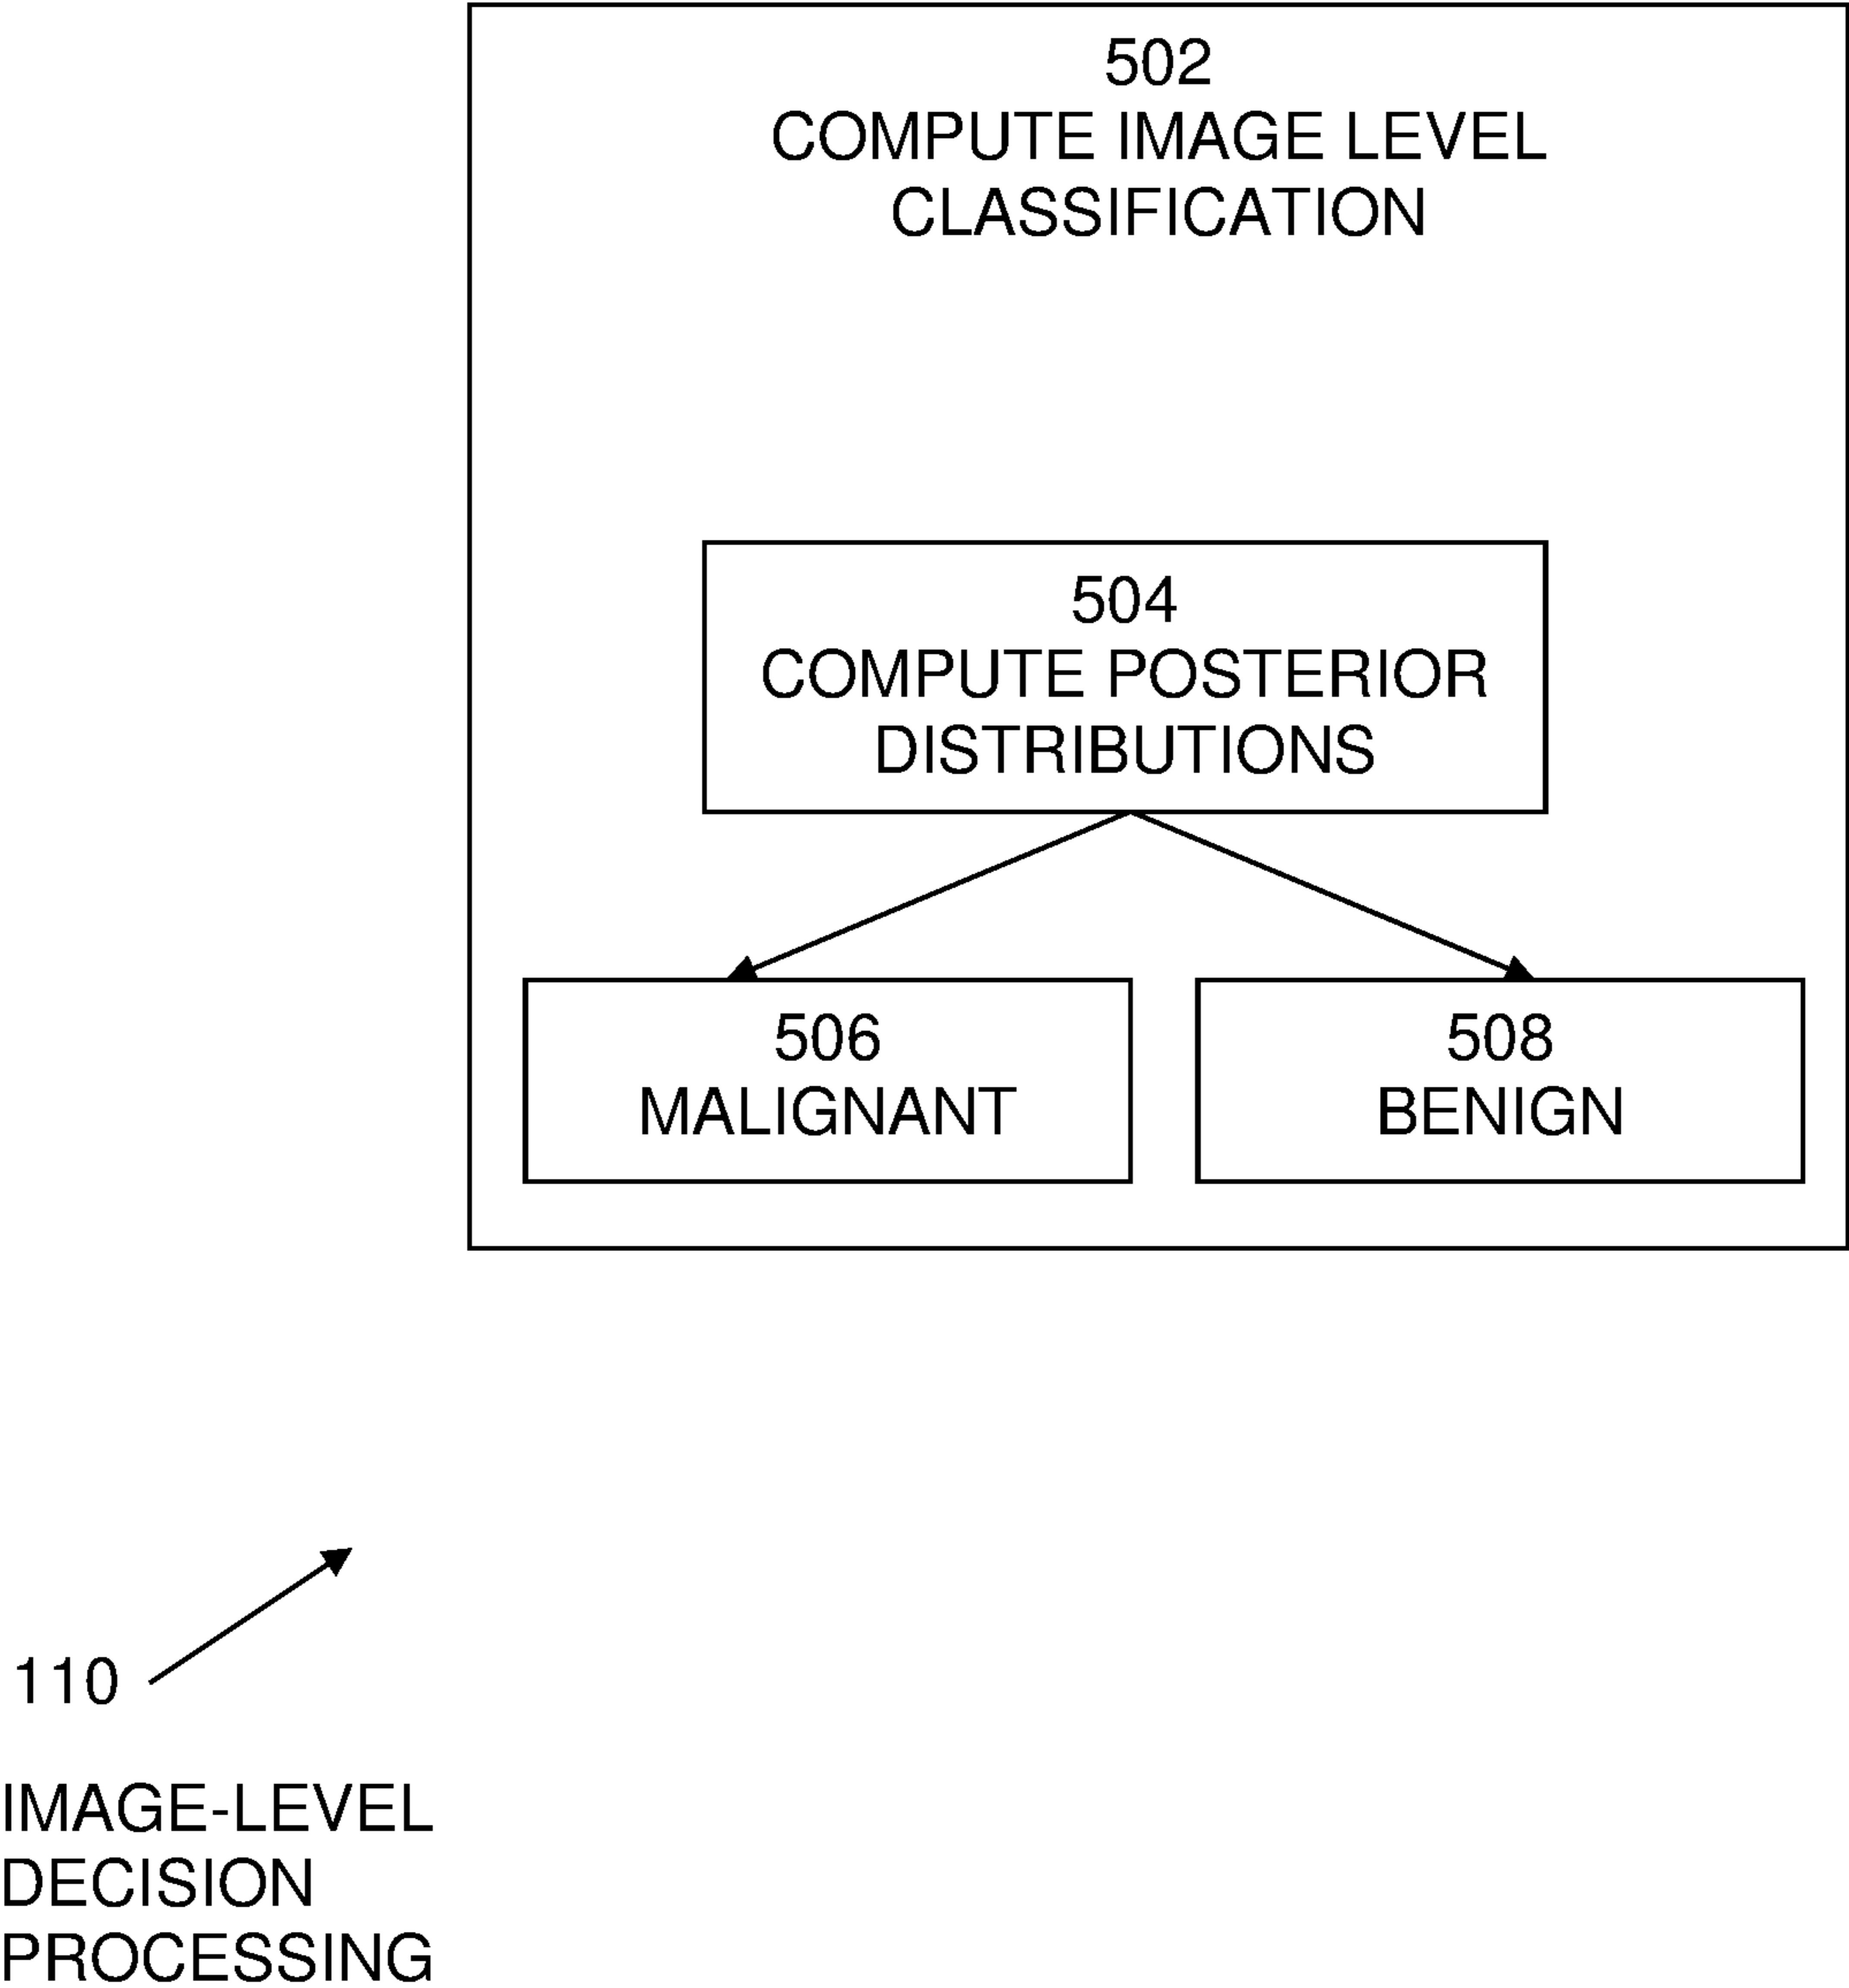 502
COMPUTE IMAGE LEVEL
CLASSIFICATION
504
COMPUTE POSTERIOR
DISTRIBUTIONS
506
MALIGNANT
508
BENIGN
110
IMAGE-LEVEL
DECISION
PROCESSING